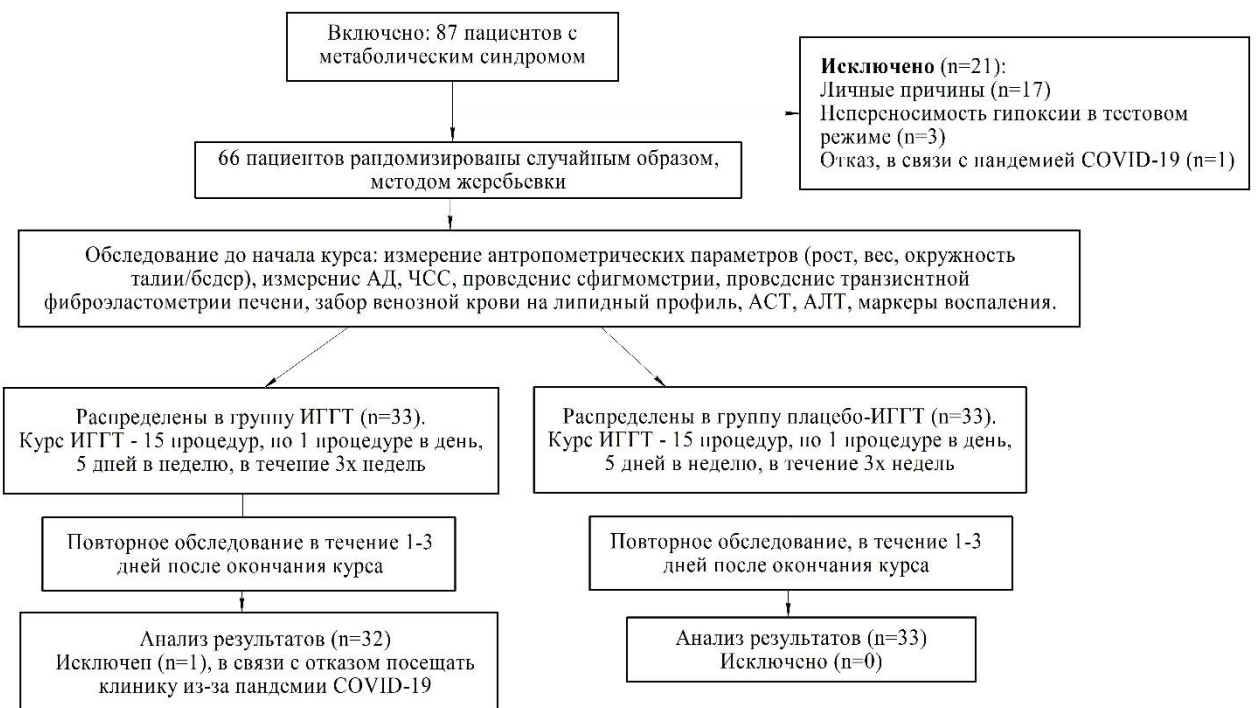 Включено: 87 пациентов с
метаболическим синдромом
Исключено (n=21):
Личные причины (n=17)
Непереносимость гипоксии в тестовом
режиме (n=3)
Отказ, в связи с пандемией COVID-19 (n=1)
66 пациентов рандомизированы случайным образом,
методом жеребьевки
Обследование до начала курса: измерение антропометрических параметров (рост, вес, окружность
талии/бедер), измерение АД, ЧСС, проведение сфигмометрии, проведение транзиентной
фиброэластометрии печени, забор венозной крови на липидный профиль, АСТ, АЛТ, маркеры воспаления.
Распределены в группу ИГГТ (n=33).
Курс ИГГТ - 15 процедур, по 1 процедуре в день,
5 дней в неделю, в течение 3х недель
Распределены в группу плацебо-ИГГТ (n=33).
Курс ИГГТ - 15 процедур, по 1 процедуре в день,
5 дней в неделю, в течение 3х недель
Повторное обследование в течение 1-3
дней после окончания курса
Повторное обследование, в течение 1-3
дней после окончания курса
Анализ результатов (n=32)
Исключен (n=1), в связи с отказом посещать
клинику из-за пандемии COVID-19
Анализ результатов (n=33)
Исключено (n=0)